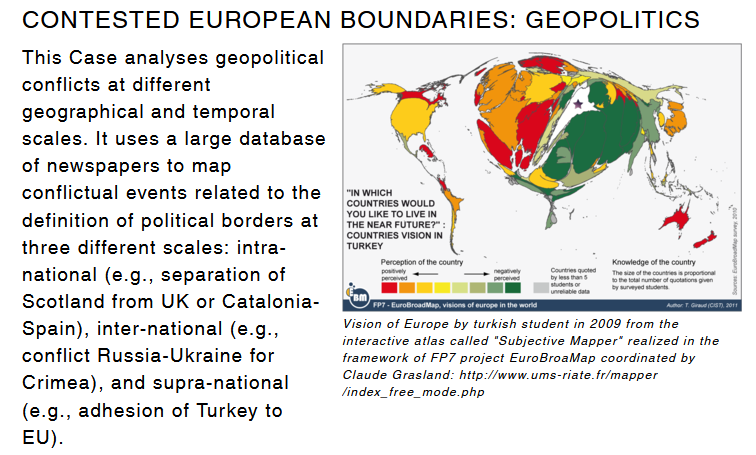 CONTESTED EUROPEAN BOUNDARIES: GEOPOLITICS
This Case analyses geopolitical
conflicts at different
geographical and temporal
scales. It uses a large database
of newspapers to map
conflictual events related to the
definition of political borders at
three different scales: intra-
national (e.g., separation of
Scotland from UK or Catalonia-
Spain), inter-national (e.g.,
conflict Russia-Ukraine for
Crimea), and supra-national
(e.g., adhesion of Turkey to
EU).
"IN WHICH
COUNTRIES WOULD
YOU LIKE TO LIVE IN
THE NEAR FUTURE?" :
COUNTRIES VISION IN
TURKEY
Perception of the country
positively
perceived
negatively
perceived
Countries quoted
by less than 5
students or
unreliable data
Knowledge of the country
The size of the countries is proportional
to the total number of quotations given
by surveyed students.
Sources: EuroBroadMap survey, 2010
EBM
FP7 - EuroBroadMap, visions of europe in the world
Author: T. Giraud (CIST), 2011
Vision of Europe by turkish student in 2009 from the
interactive atlas called "Subjective Mapper" realized in the
framework of FP7 project EuroBroaMap coordinated by
Claude Grasland: http://www.ums-riate.fr/mapper
/index_free_mode.php